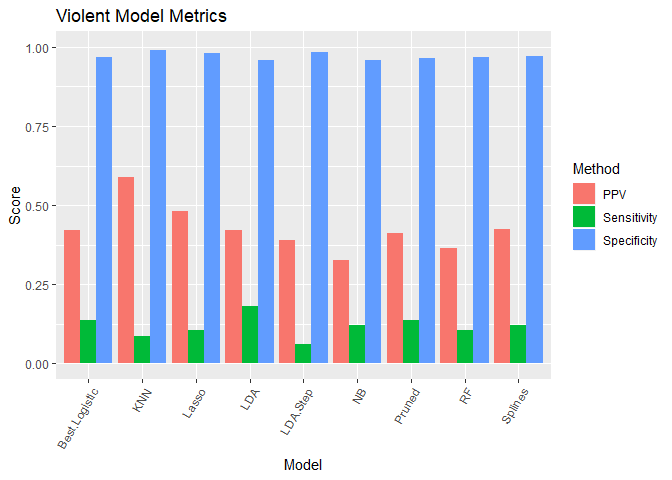 Violent Model Metrics
1.00
0.75
0.50
0.25
0.00
Score
Best.Logistic
KNN
Lasso
LDA
LDA.Step
NB
Pruned
RF
Splines
Model
Method
PPV
Sensitivity
Specificity